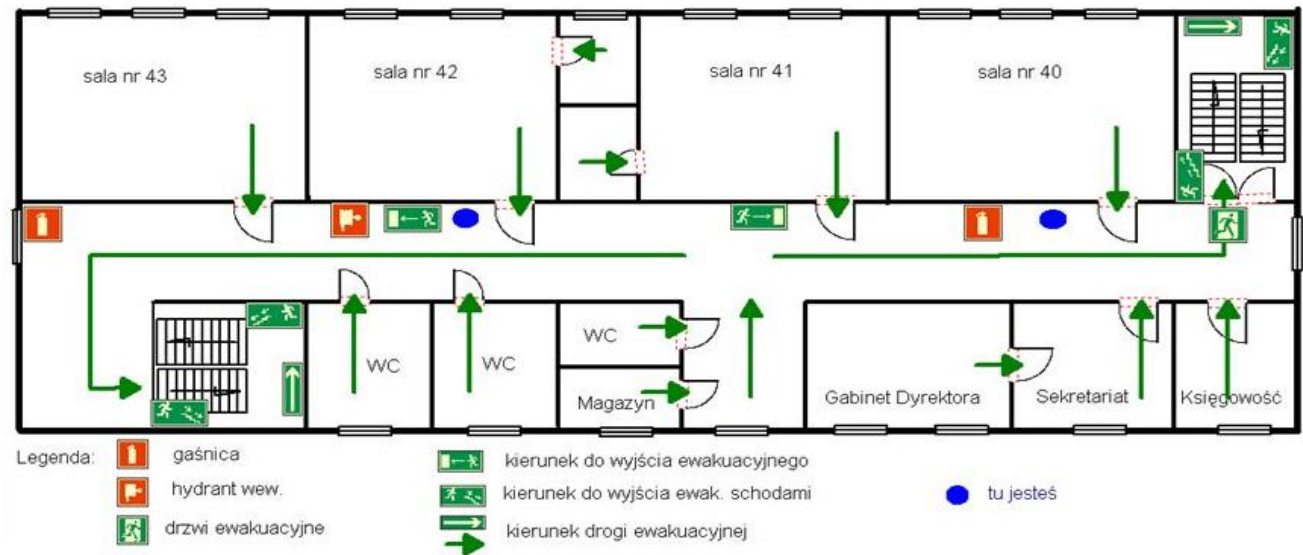 sala nr 43
sala nr 42
sala nr 41
sala nr 40
WC
WC
WC
Magazyn
Gabinet Dyrektora
Sekretariat
Księgowość
Legenda:
gaśnica
hydrant wew.
drzwi ewakuacyjne
kierunek do wyjścia ewakuacyjnego
kierunek do wyjścia ewak. schodami
kierunek drogi ewakuacyjnej
tu jesteś